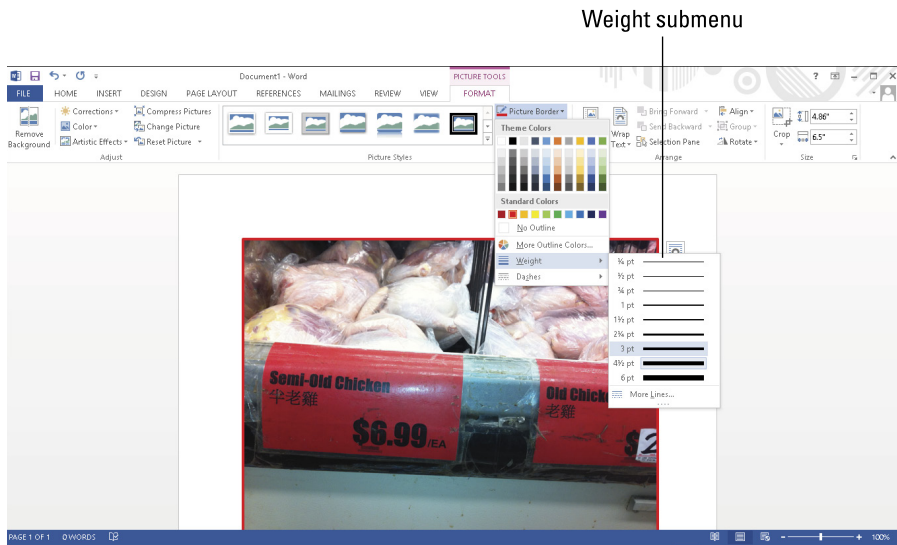 Weight submenu
Document1 - Word
PICTURE TOOLS
FILE HOME INSERT DESIGN PAGE LAYOUT REFERENCES MAILINGS REVIEW VIEW FORMAT
Remove Background
Corrections
Color
Artistic Effects
Compress Pictures
Change Picture
Reset Picture
Adjust
Picture Styles
Picture Border
Wrap Text
Bring Forward
Send Backward
Selection Pane
Align
Group
Rotate
Arrange
Crop
4.86"
6.5"
Size
Theme Colors
Standard Colors
No Outline
More Outline Colors...
Weight
Dashes
¼ pt
½ pt
¾ pt
1 pt
1½ pt
2¼ pt
3 pt
4½ pt
6 pt
More Lines...
Semi-Old Chicken
半老雞
$6.99/EA
Old Chick
老雞
$2
PAGE 1 OF 1 0 WORDS
100%